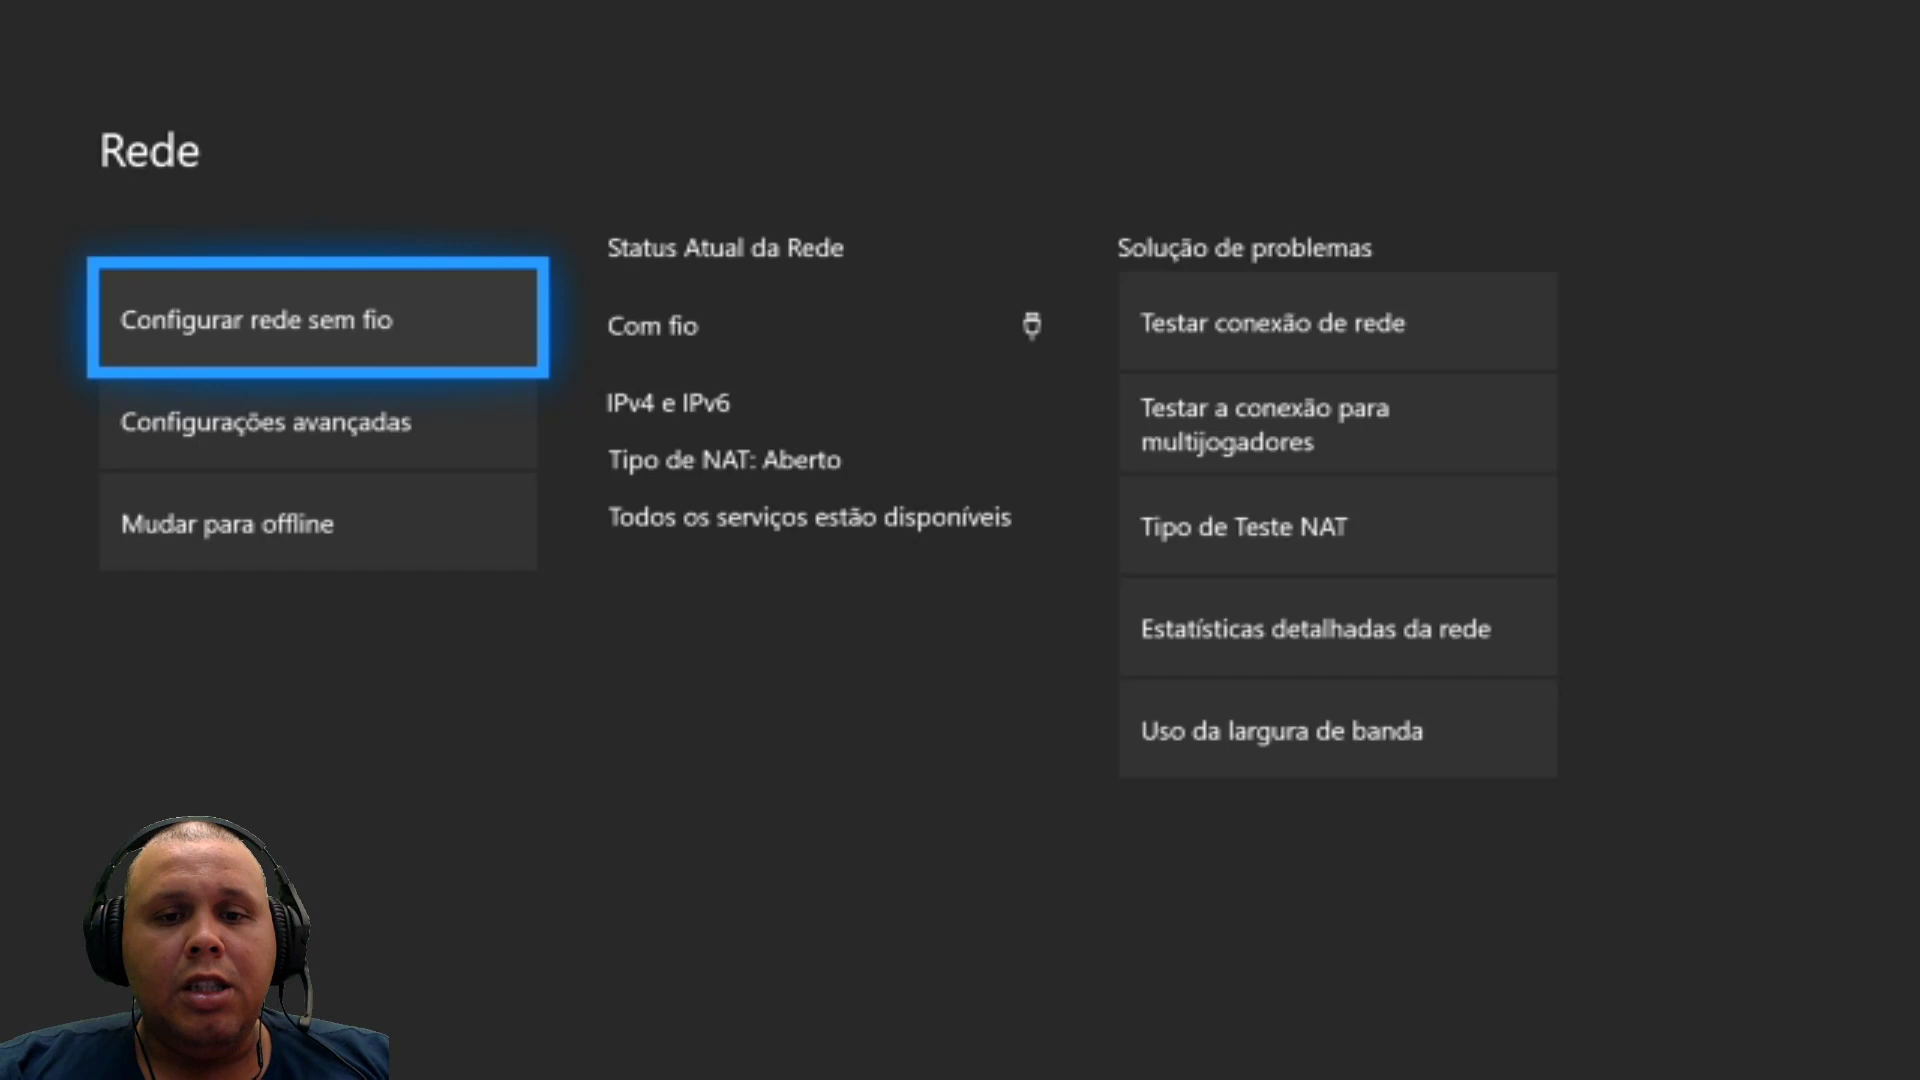 Rede
Configurar rede sem fio
Configurações avançadas
Mudar para offline
Status Atual da Rede
Com fio
IPv4 e IPv6
Tipo de NAT: Aberto
Todos os serviços estão disponíveis
Solução de problemas
Testar conexão de rede
Testar a conexão para
multijogadores
Tipo de Teste NAT
Estatísticas detalhadas da rede
Uso da largura de banda